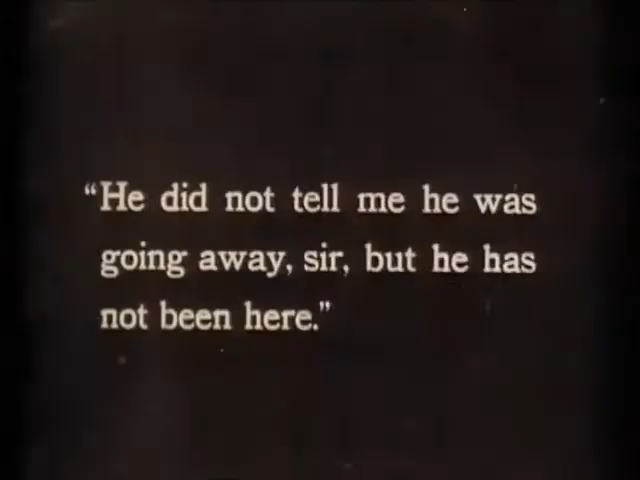 “He did not tell me he was
going away, sir, but he has
not been here.”